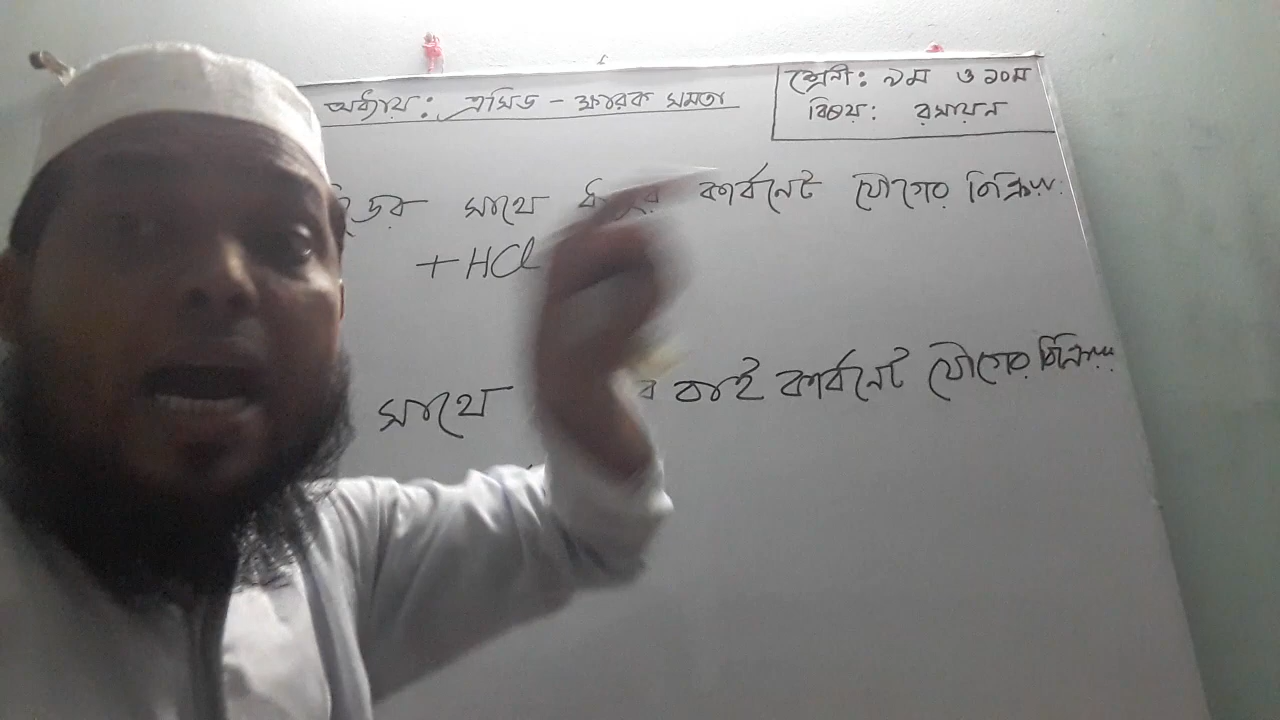 অধ্যায়: এসিড - ক্ষারক সমতা
শ্রেনী: ৯ম ও ১০ম
বিষয়: রসায়ন
সাথে কার্বনেট যৌগের বিক্রিয়া:
+ HCl
সাথে বাই কার্বনেট যৌগের বিক্রিয়া: